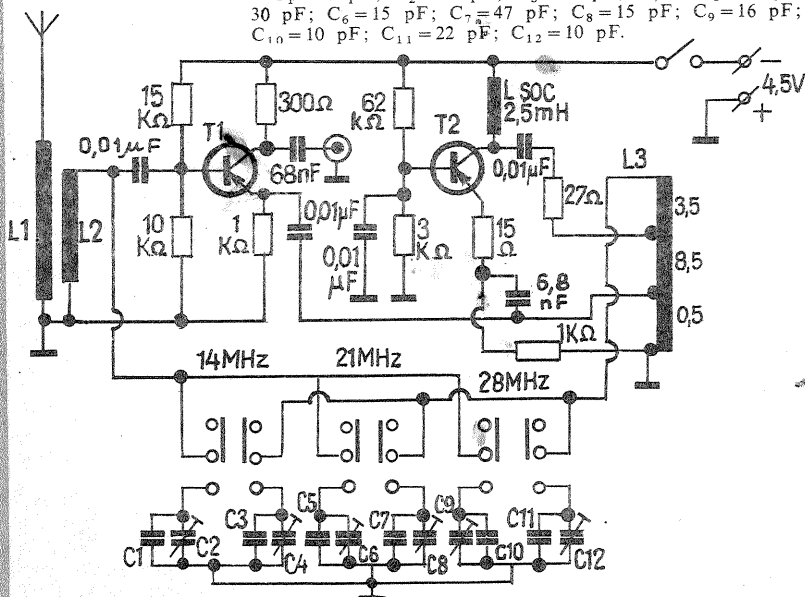 30 pF; C₆=15 pF; C₇=47 pF; C₈=15 pF; C₉=16 pF;
C₁₀=10 pF; C₁₁=22 pF; C₁₂=10 pF.
15 KΩ
300Ω
62 kΩ
L SOC 2,5mH
−
4,5V
+
T1
T2
0,01µF
68nF
0,01µF
L3
L1
L2
10 KΩ
1 KΩ
0,01µF
0,01 µF
3 KΩ
15 Ω
27Ω
3,5
8,5
0,5
6,8 nF
1KΩ
14MHz
21MHz
28MHz
C1
C2
C3
C4
C5
C6
C7
C8
C9
C10
C11
C12